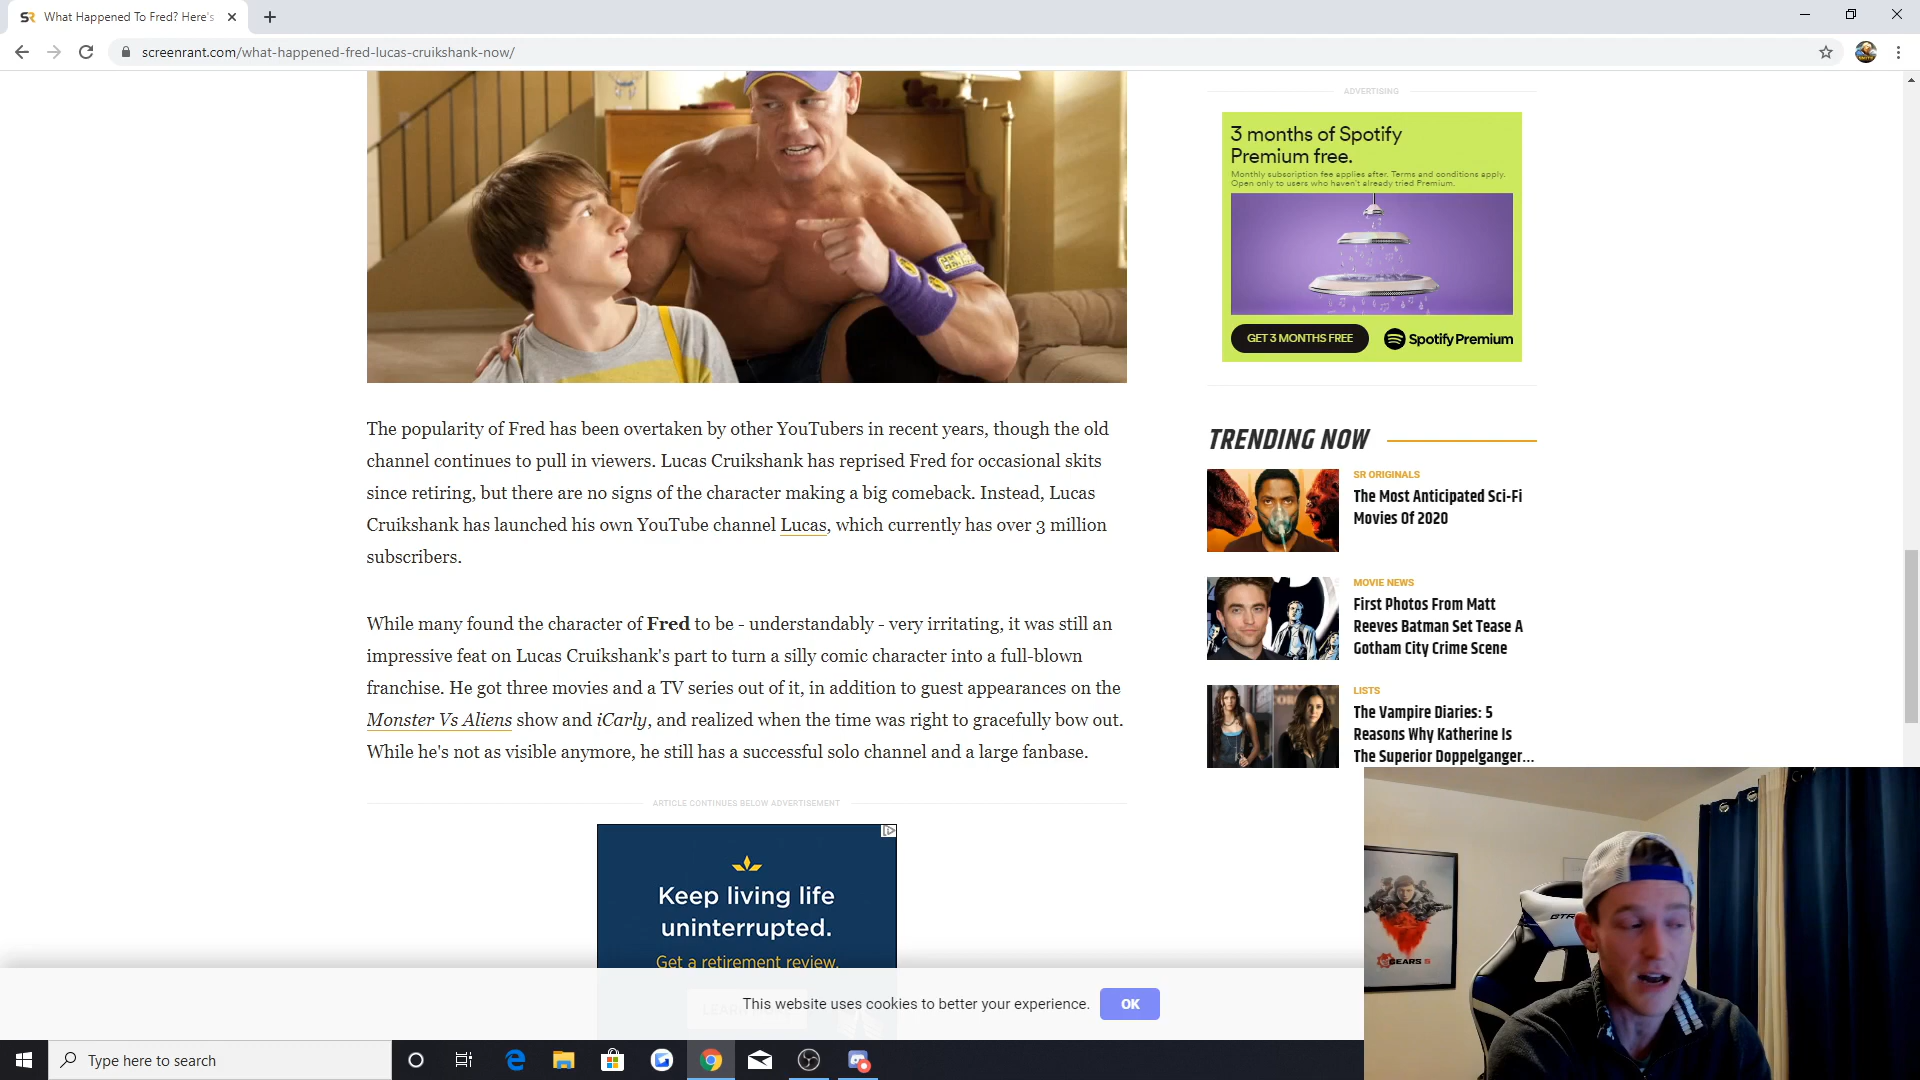 What Happened To Fred? Here's
screenrant.com/what-happened-fred-lucas-cruikshank-now/
The popularity of Fred has been overtaken by other YouTubers in recent years, though the old
channel continues to pull in viewers. Lucas Cruikshank has reprised Fred for occasional skits
since retiring, but there are no signs of the character making a big comeback. Instead, Lucas
Cruikshank has launched his own YouTube channel Lucas, which currently has over 3 million
subscribers.
While many found the character of Fred to be - understandably - very irritating, it was still an
impressive feat on Lucas Cruikshank's part to turn a silly comic character into a full-blown
franchise. He got three movies and a TV series out of it, in addition to guest appearances on the
Monster Vs Aliens show and iCarly, and realized when the time was right to gracefully bow out.
While he's not as visible anymore, he still has a successful solo channel and a large fanbase.
ARTICLE CONTINUES BELOW ADVERTISEMENT
Keep living life
uninterrupted.
Get a retirement review.
ADVERTISING
3 months of Spotify
Premium free.
Monthly subscription fee applies after. Terms and conditions apply.
Open only to users who haven't already tried Premium.
GET 3 MONTHS FREE
Spotify Premium
TRENDING NOW
SR ORIGINALS
The Most Anticipated Sci-Fi
Movies Of 2020
MOVIE NEWS
First Photos From Matt
Reeves Batman Set Tease A
Gotham City Crime Scene
LISTS
The Vampire Diaries: 5
Reasons Why Katherine Is
The Superior Doppelganger...
GEARS 5
GTR
This website uses cookies to better your experience.
OK
Type here to search